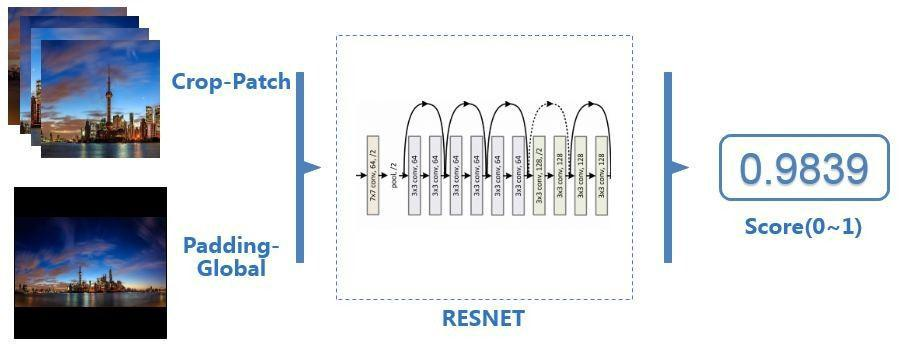 Crop-Patch
Padding-
Global
7x7 conv, 64, /2
pool, /2
3x3 conv, 64
3x3 conv, 64
3x3 conv, 64
3x3 conv, 64
3x3 conv, 64
3x3 conv, 64
3x3 conv, 128, /2
3x3 conv, 128
3x3 conv, 128
3x3 conv, 128
RESNET
0.9839
Score(0~1)